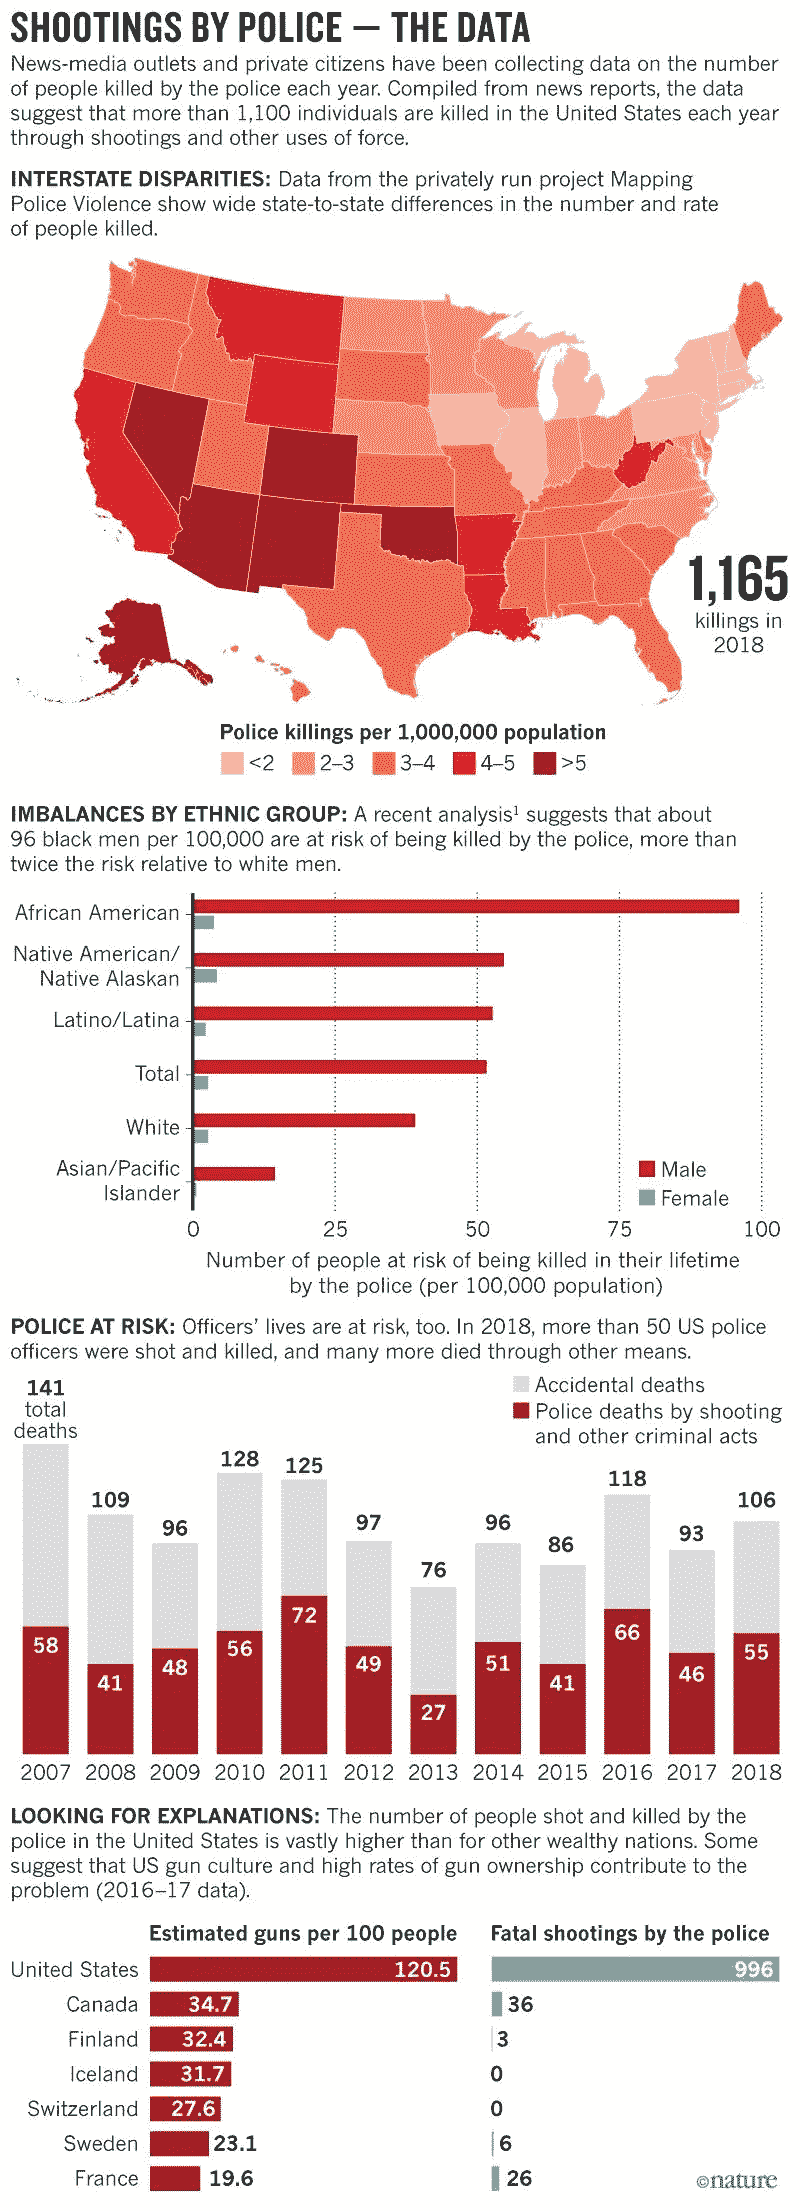 SHOOTINGS BY POLICE — THE DATA
News-media outlets and private citizens have been collecting data on the number
of people killed by the police each year. Compiled from news reports, the data
suggest that more than 1,100 individuals are killed in the United States each year
through shootings and other uses of force.
INTERSTATE DISPARITIES: Data from the privately run project Mapping
Police Violence show wide state-to-state differences in the number and rate
of people killed.
1,165
killings in
2018
Police killings per 1,000,000 population
<2 2–3 3–4 4–5 >5
IMBALANCES BY ETHNIC GROUP: A recent analysis¹ suggests that about
96 black men per 100,000 are at risk of being killed by the police, more than
twice the risk relative to white men.
African American
Native American/
Native Alaskan
Latino/Latina
Total
White
Asian/Pacific
Islander
Male
Female
0 25 50 75 100
Number of people at risk of being killed in their lifetime
by the police (per 100,000 population)
POLICE AT RISK: Officers' lives are at risk, too. In 2018, more than 50 US police
officers were shot and killed, and many more died through other means.
Accidental deaths
Police deaths by shooting
and other criminal acts
141
total
deaths
109 96 128 125 97 76 96 86 118 93 106
58 41 48 56 72 49 27 51 41 66 46 55
2007 2008 2009 2010 2011 2012 2013 2014 2015 2016 2017 2018
LOOKING FOR EXPLANATIONS: The number of people shot and killed by the
police in the United States is vastly higher than for other wealthy nations. Some
suggest that US gun culture and high rates of gun ownership contribute to the
problem (2016–17 data).
Estimated guns per 100 people Fatal shootings by the police
United States 120.5 996
Canada 34.7 36
Finland 32.4 3
Iceland 31.7 0
Switzerland 27.6 0
Sweden 23.1 6
France 19.6 26
©nature